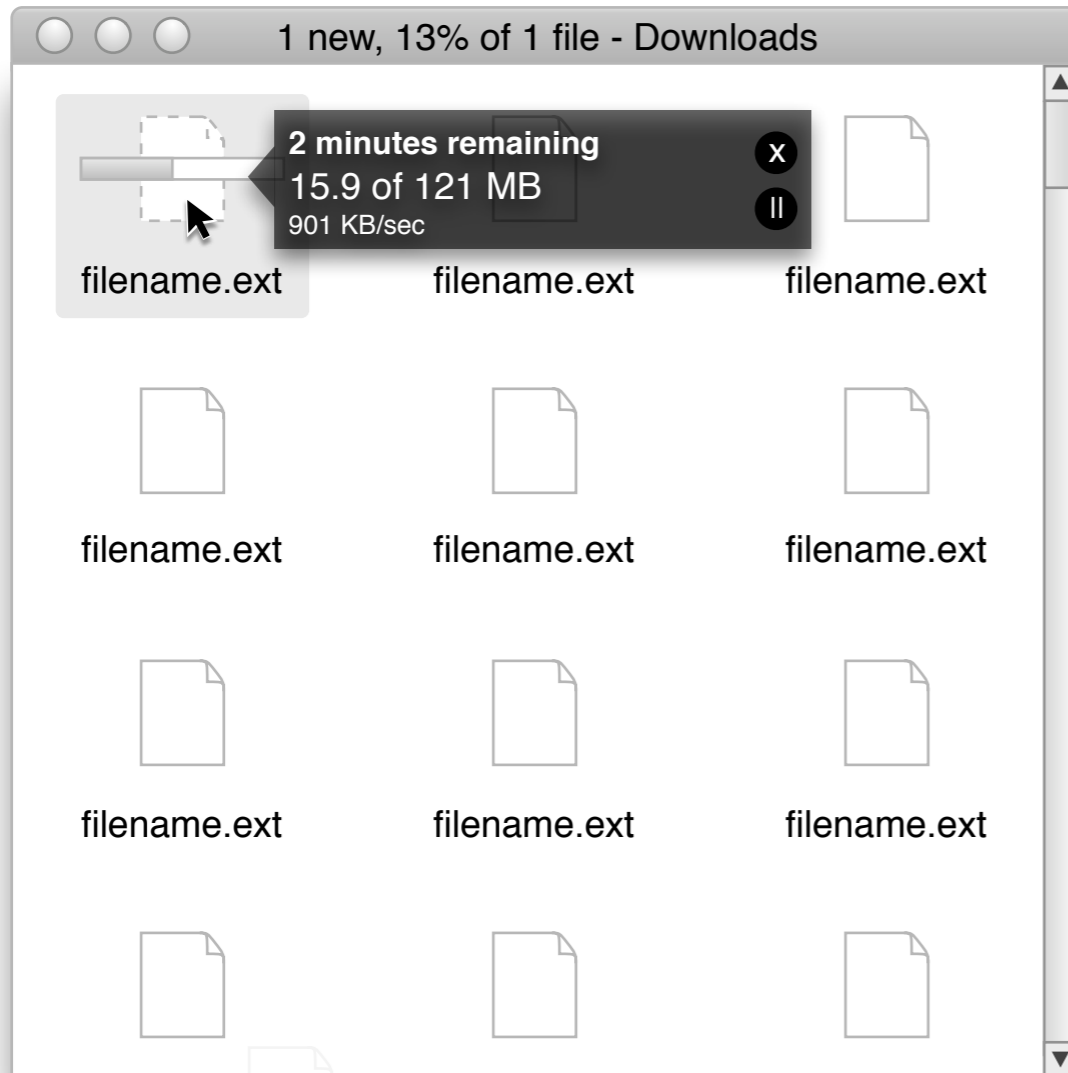 1 new, 13% of 1 file - Downloads
2 minutes remaining
x
15.9 of 121 MB
901 KB/sec
filename.ext filename.ext filename.ext
filename.ext filename.ext filename.ext
filename.ext filename.ext filename.ext